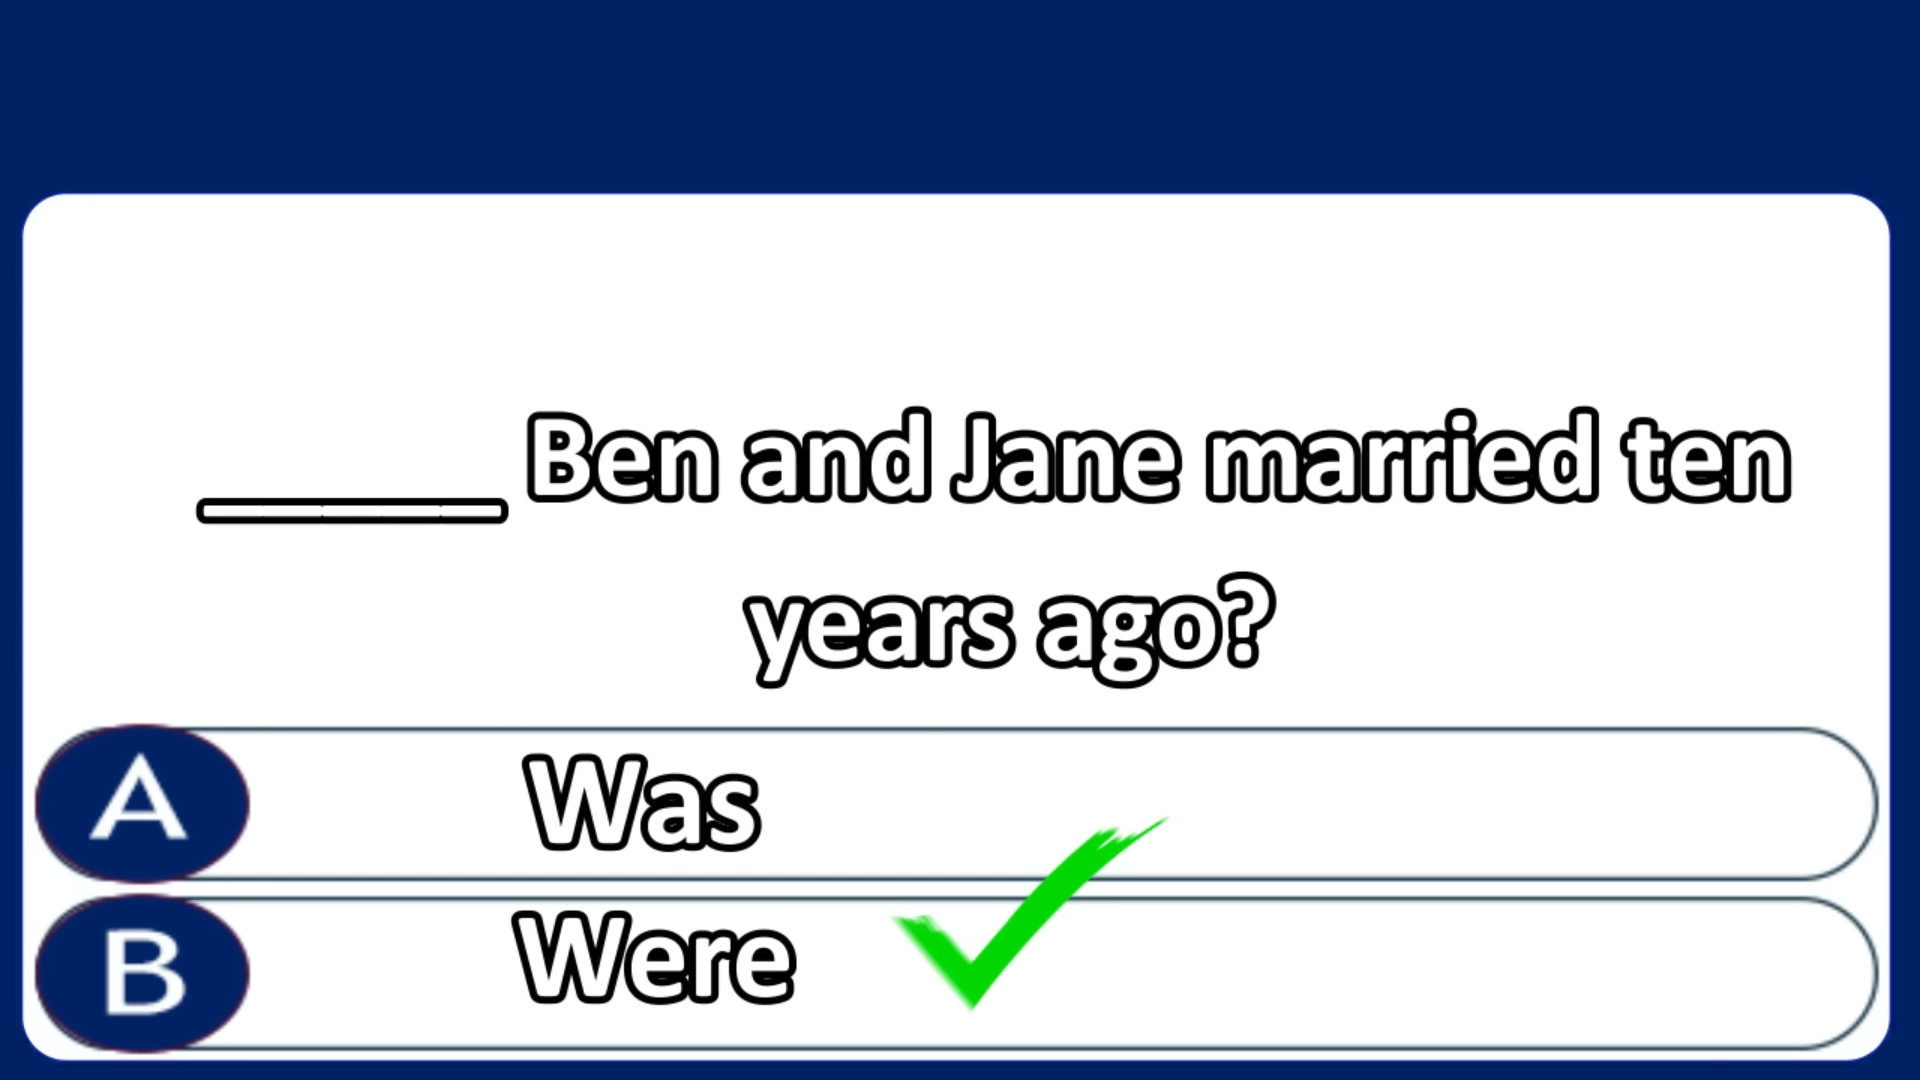 _____ Ben and Jane married ten
years ago?
A Was
B Were